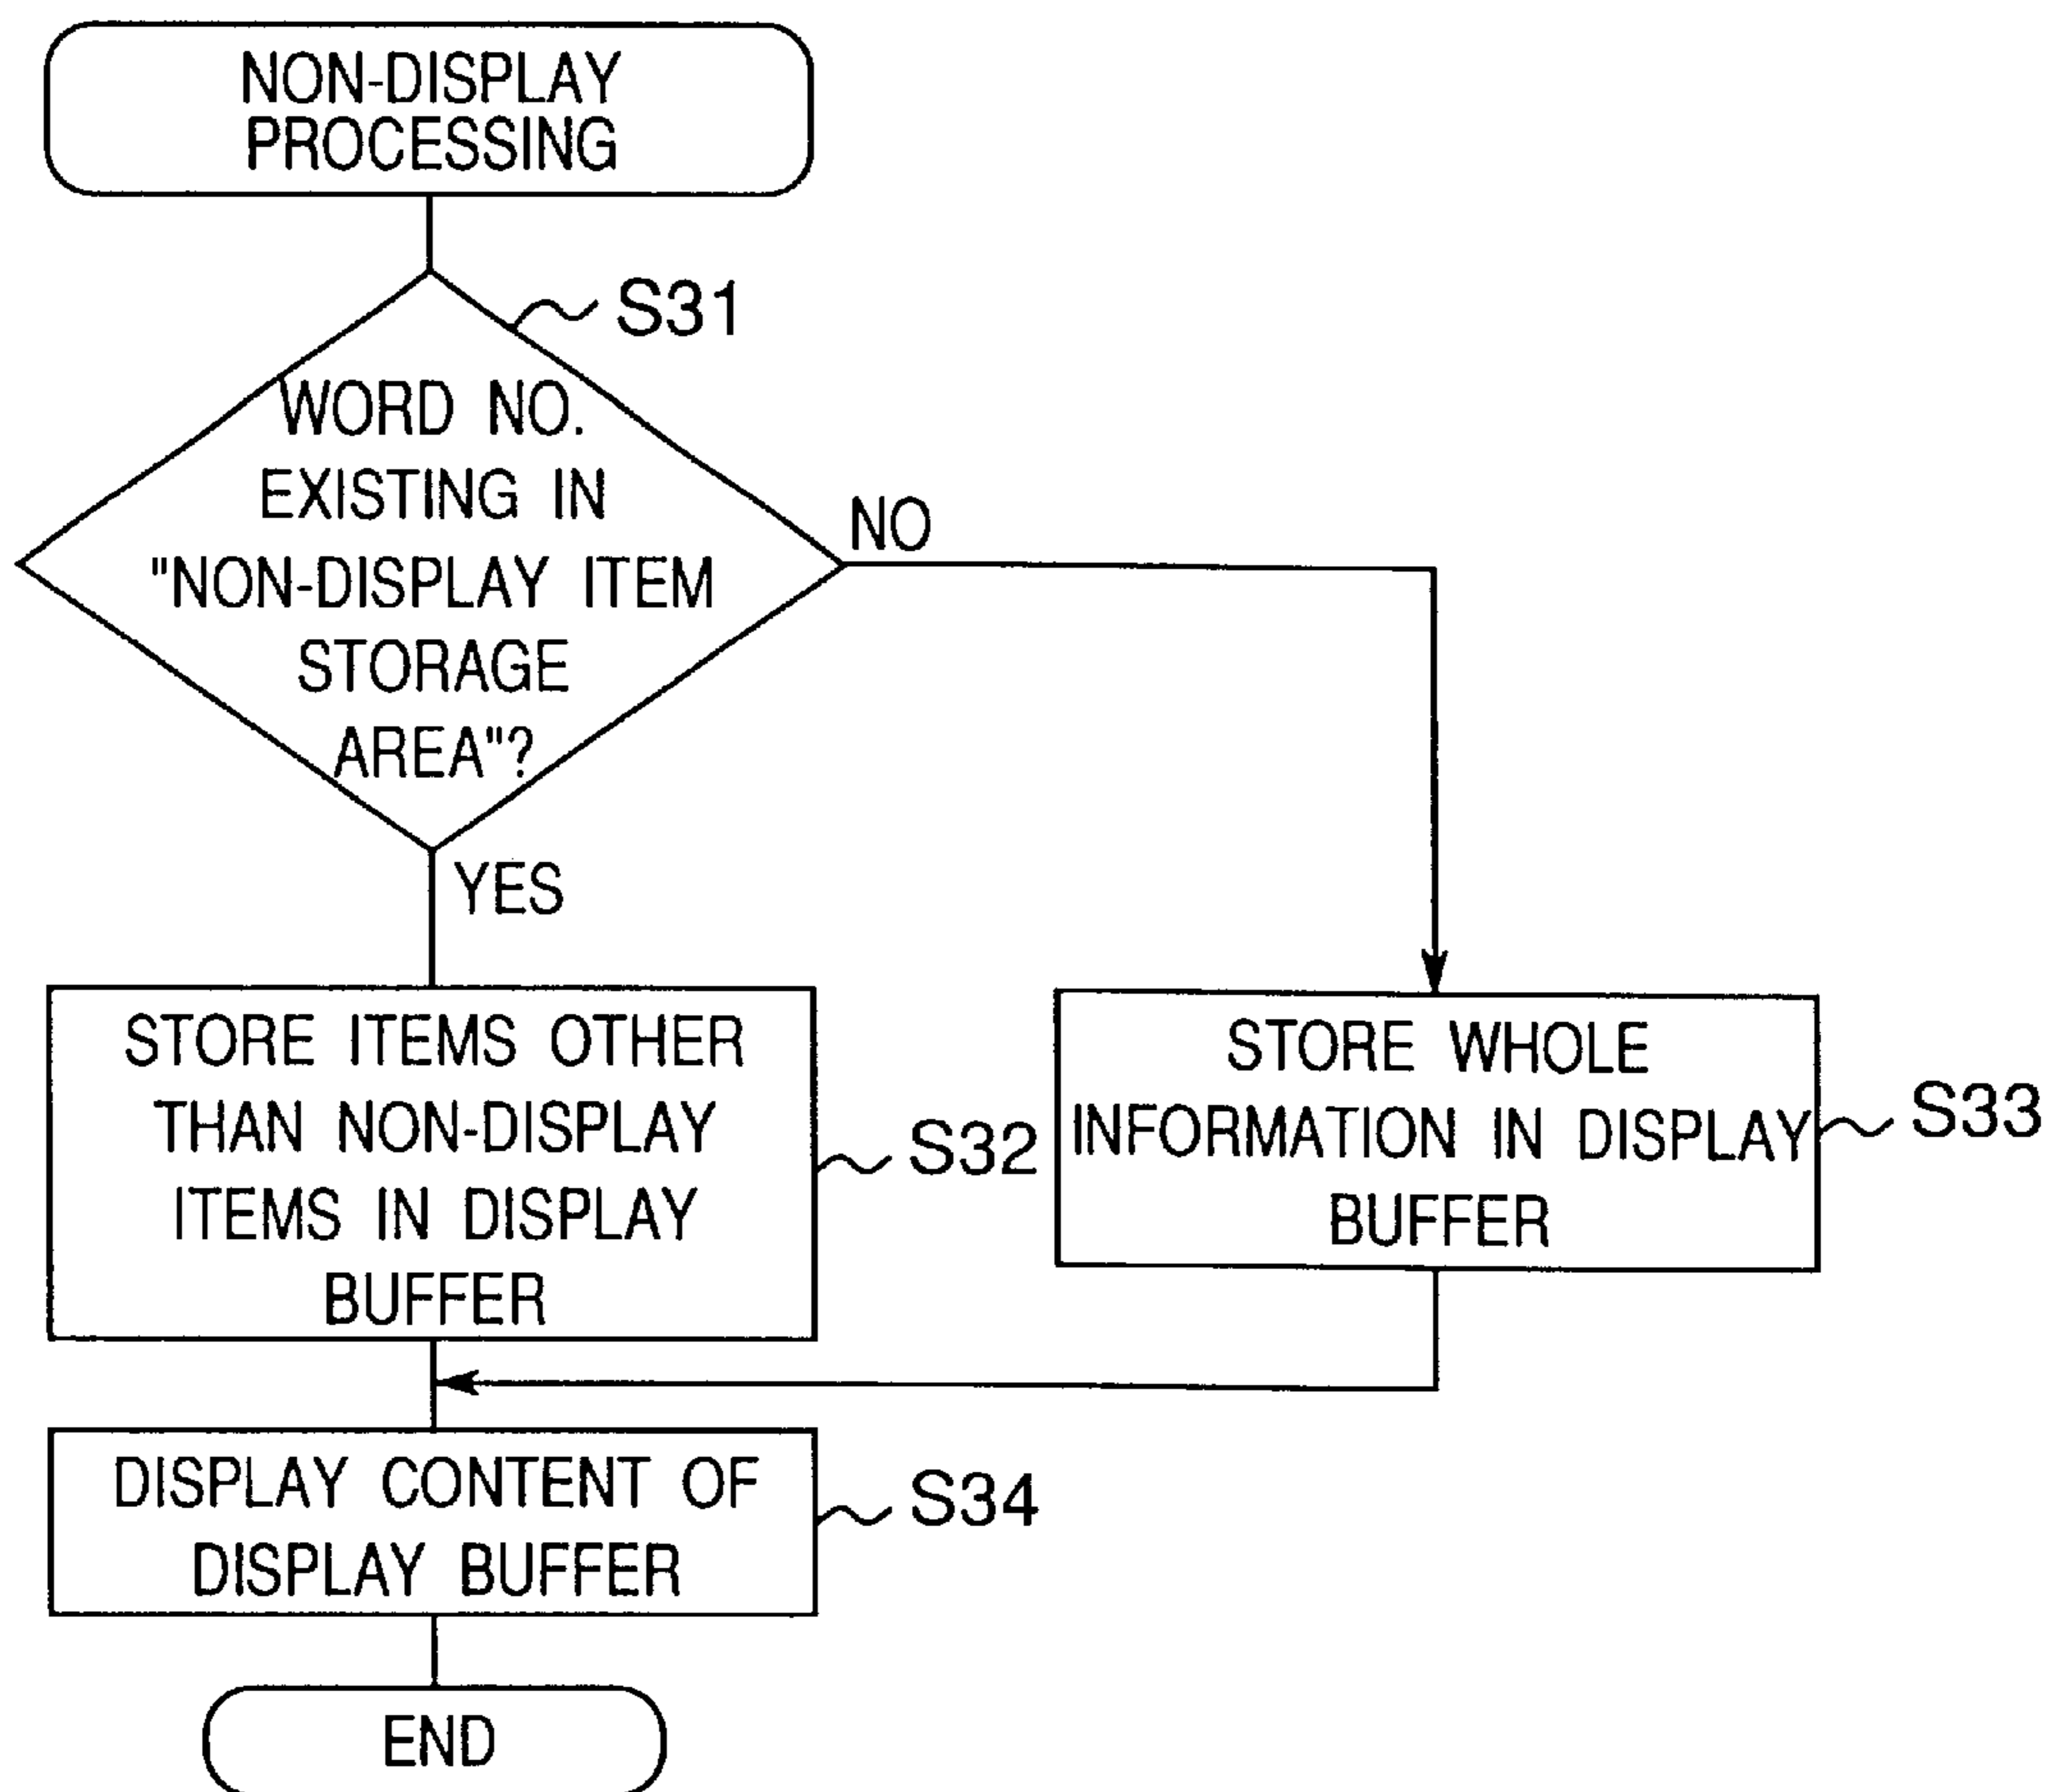 NON-DISPLAY
PROCESSING
S31
WORD NO.
EXISTING IN
"NON-DISPLAY ITEM
STORAGE
AREA"?
NO
YES
STORE ITEMS OTHER
THAN NON-DISPLAY
ITEMS IN DISPLAY
BUFFER
S32
STORE WHOLE
INFORMATION IN DISPLAY
BUFFER
S33
DISPLAY CONTENT OF
DISPLAY BUFFER
S34
END